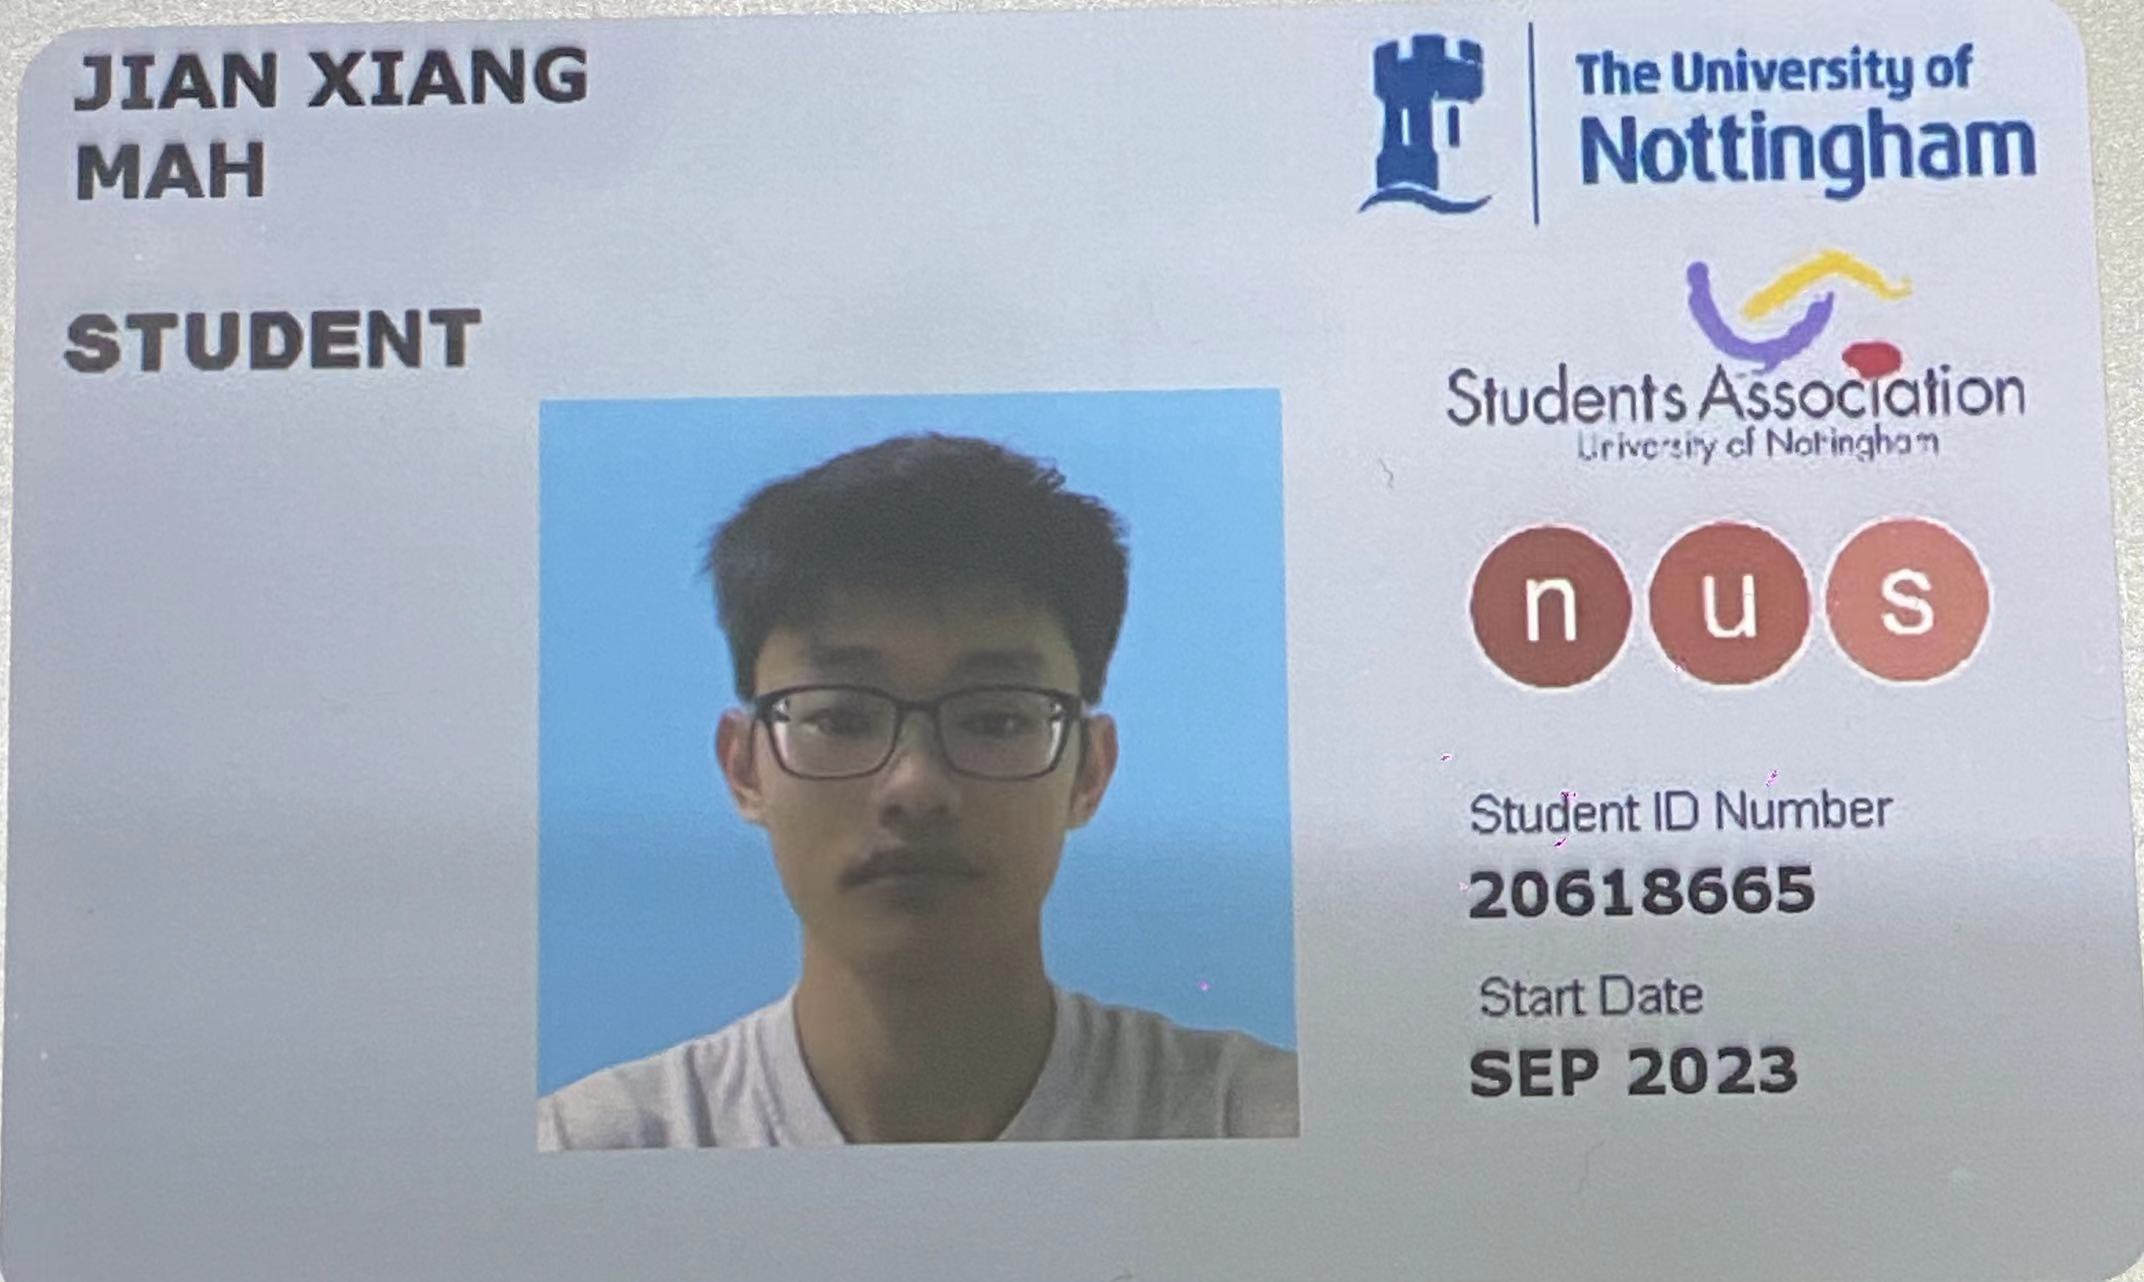 JIAN XIANG
MAH
STUDENT
The University of
Nottingham
Students Association
University of Nottingham
n u s
Student ID Number
20618665
Start Date
SEP 2023